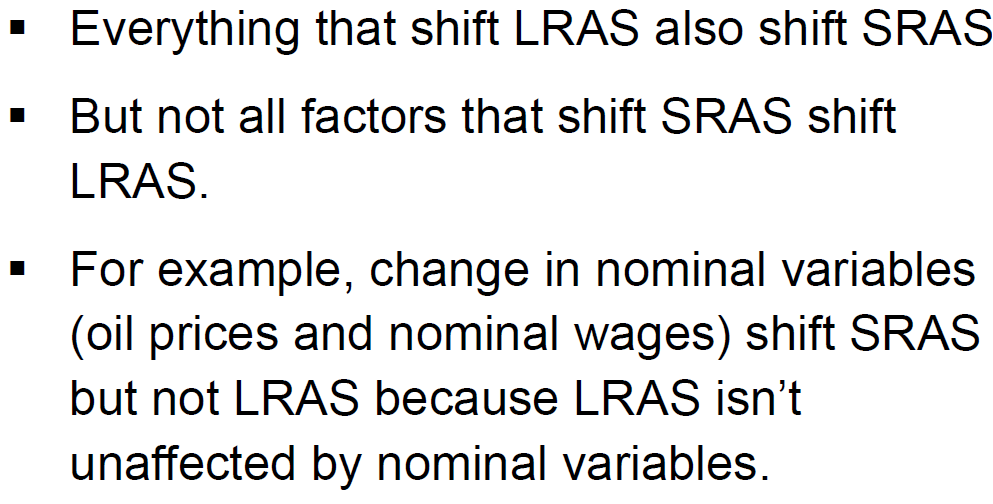 ▪ Everything that shift LRAS also shift SRAS
▪ But not all factors that shift SRAS shift
LRAS.
▪ For example, change in nominal variables
(oil prices and nominal wages) shift SRAS
but not LRAS because LRAS isn’t
unaffected by nominal variables.